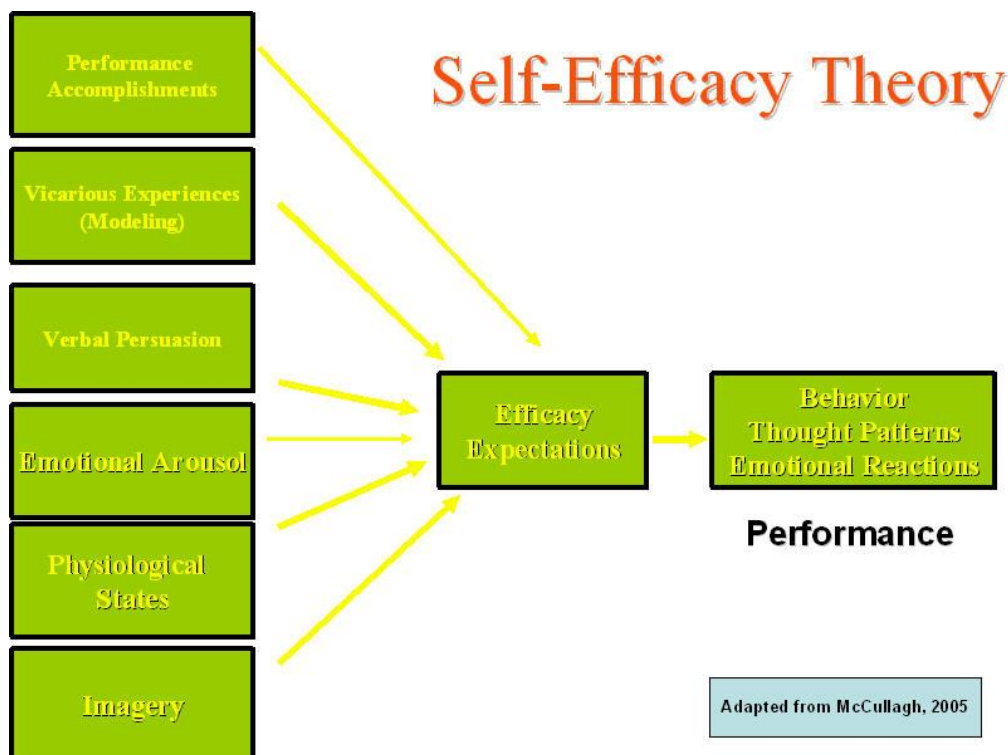 Self-Efficacy Theory
Performance
Accomplishments
Vicarious Experiences
(Modeling)
Verbal Persuasion
Emotional Arousol
Physiological
States
Imagery
Efficacy
Expectations
Behavior
Thought Patterns
Emotional Reactions
Performance
Adapted from McCullagh, 2005